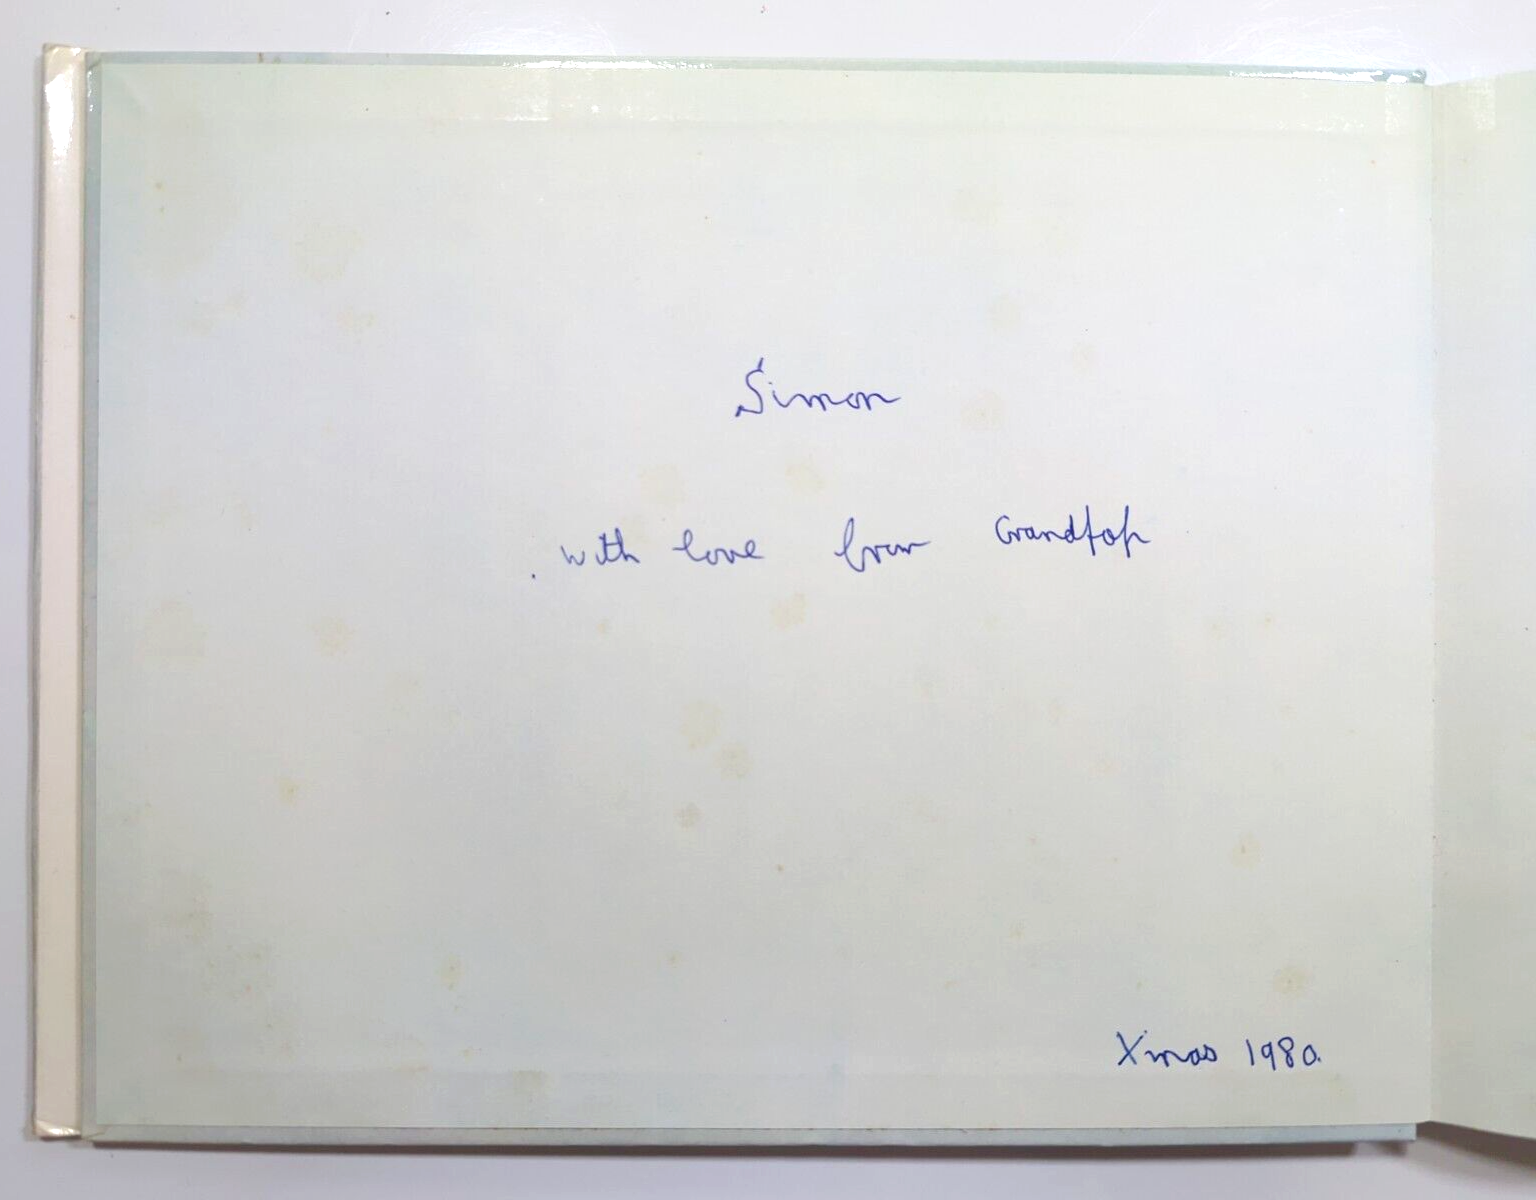 Simon
with love from Grandpop
Xmas 1980.